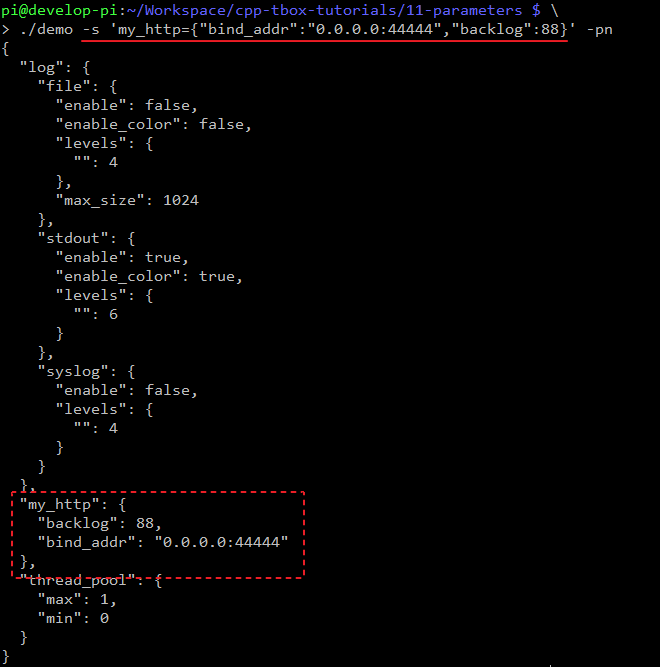 pi@develop-pi:~/Workspace/cpp-tbox-tutorials/11-parameters $ \
> ./demo -s 'my_http={"bind_addr":"0.0.0.0:44444","backlog":88}' -pn
{
  "log": {
    "file": {
      "enable": false,
      "enable_color": false,
      "levels": {
        "": 4
      },
      "max_size": 1024
    },
    "stdout": {
      "enable": true,
      "enable_color": true,
      "levels": {
        "": 6
      }
    },
    "syslog": {
      "enable": false,
      "levels": {
        "": 4
      }
    }
  },
  "my_http": {
    "backlog": 88,
    "bind_addr": "0.0.0.0:44444"
  },
  "thread_pool": {
    "max": 1,
    "min": 0
  }
}